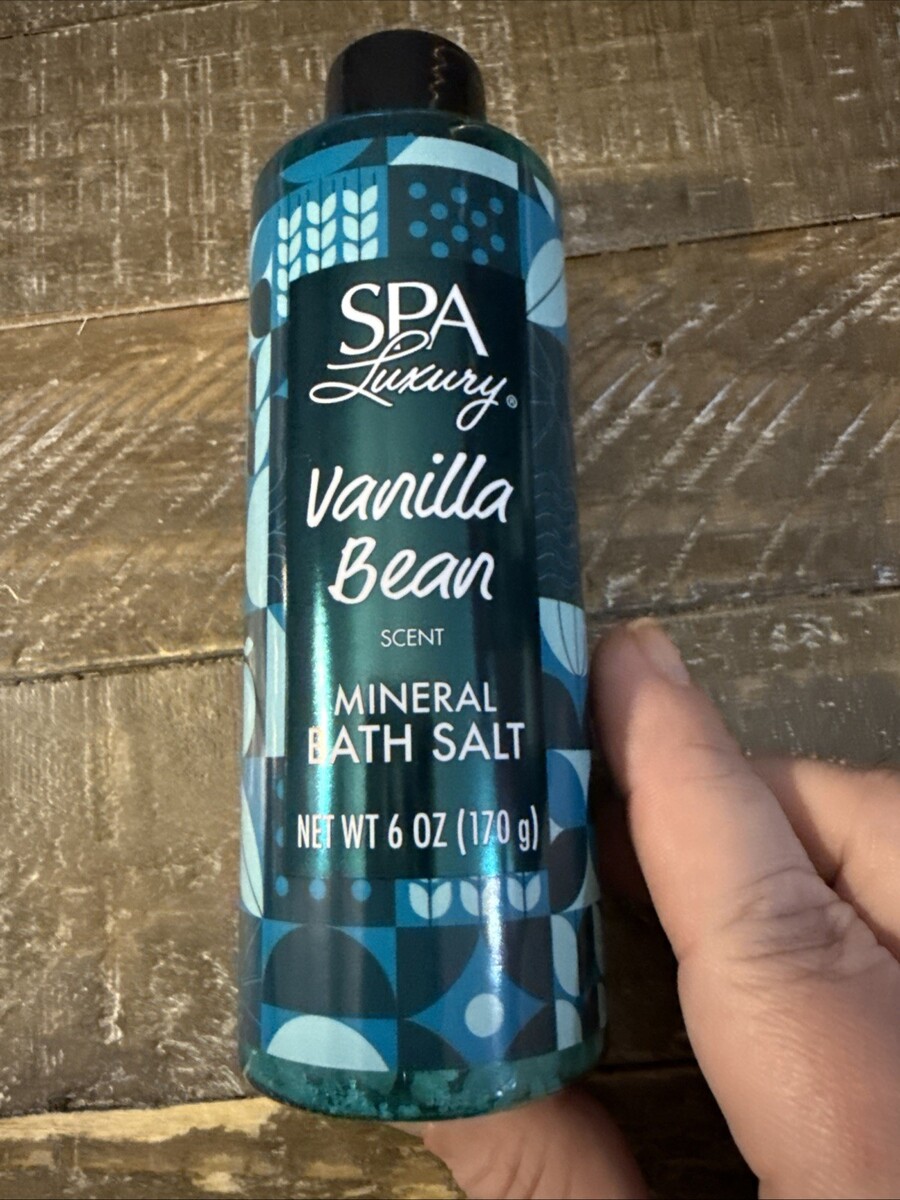 SPA
Luxury®
Vanilla
Bean
SCENT
MINERAL
BATH SALT
NET WT 6 OZ (170 g)